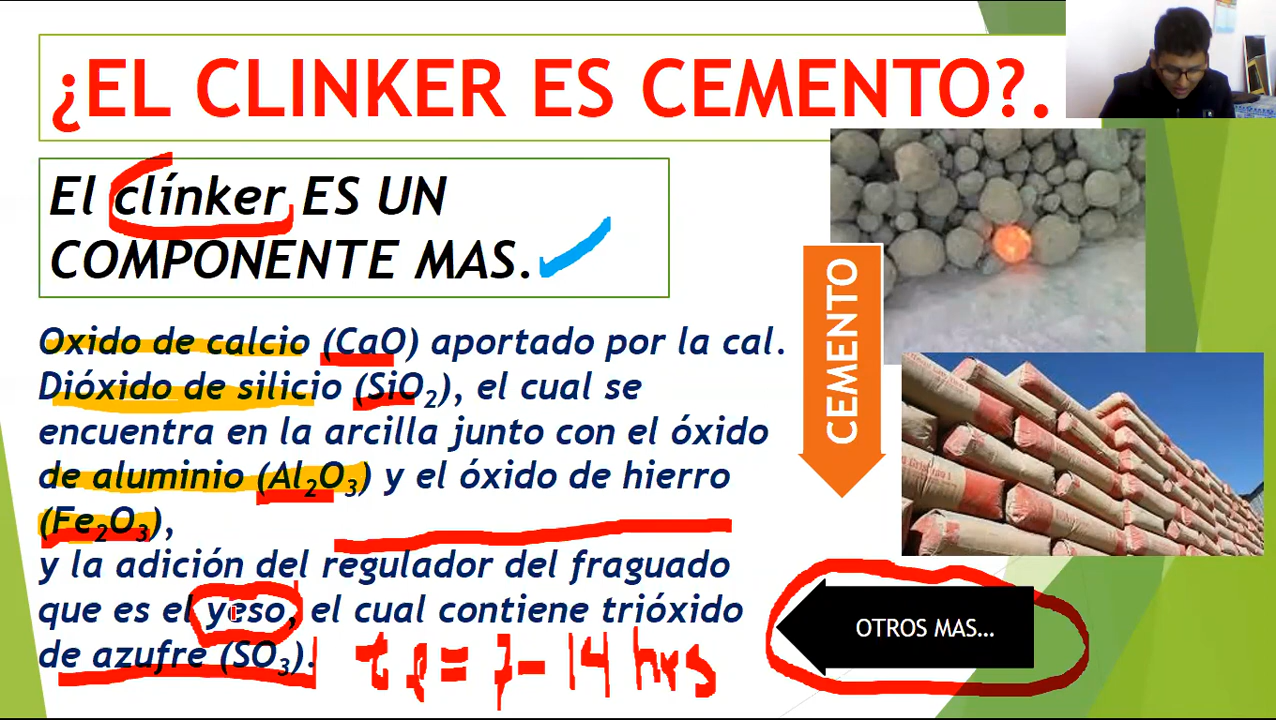 ¿EL CLINKER ES CEMENTO?.
El clínker ES UN
COMPONENTE MAS.
CEMENTO
Oxido de calcio (CaO) aportado por la cal.
Dióxido de silicio (SiO₂), el cual se
encuentra en la arcilla junto con el óxido
de aluminio (Al₂O₃) y el óxido de hierro
(Fe₂O₃),
y la adición del regulador del fraguado
que es el yeso, el cual contiene trióxido
de azufre (SO₃).
OTROS MAS...
= 7-14 hrs